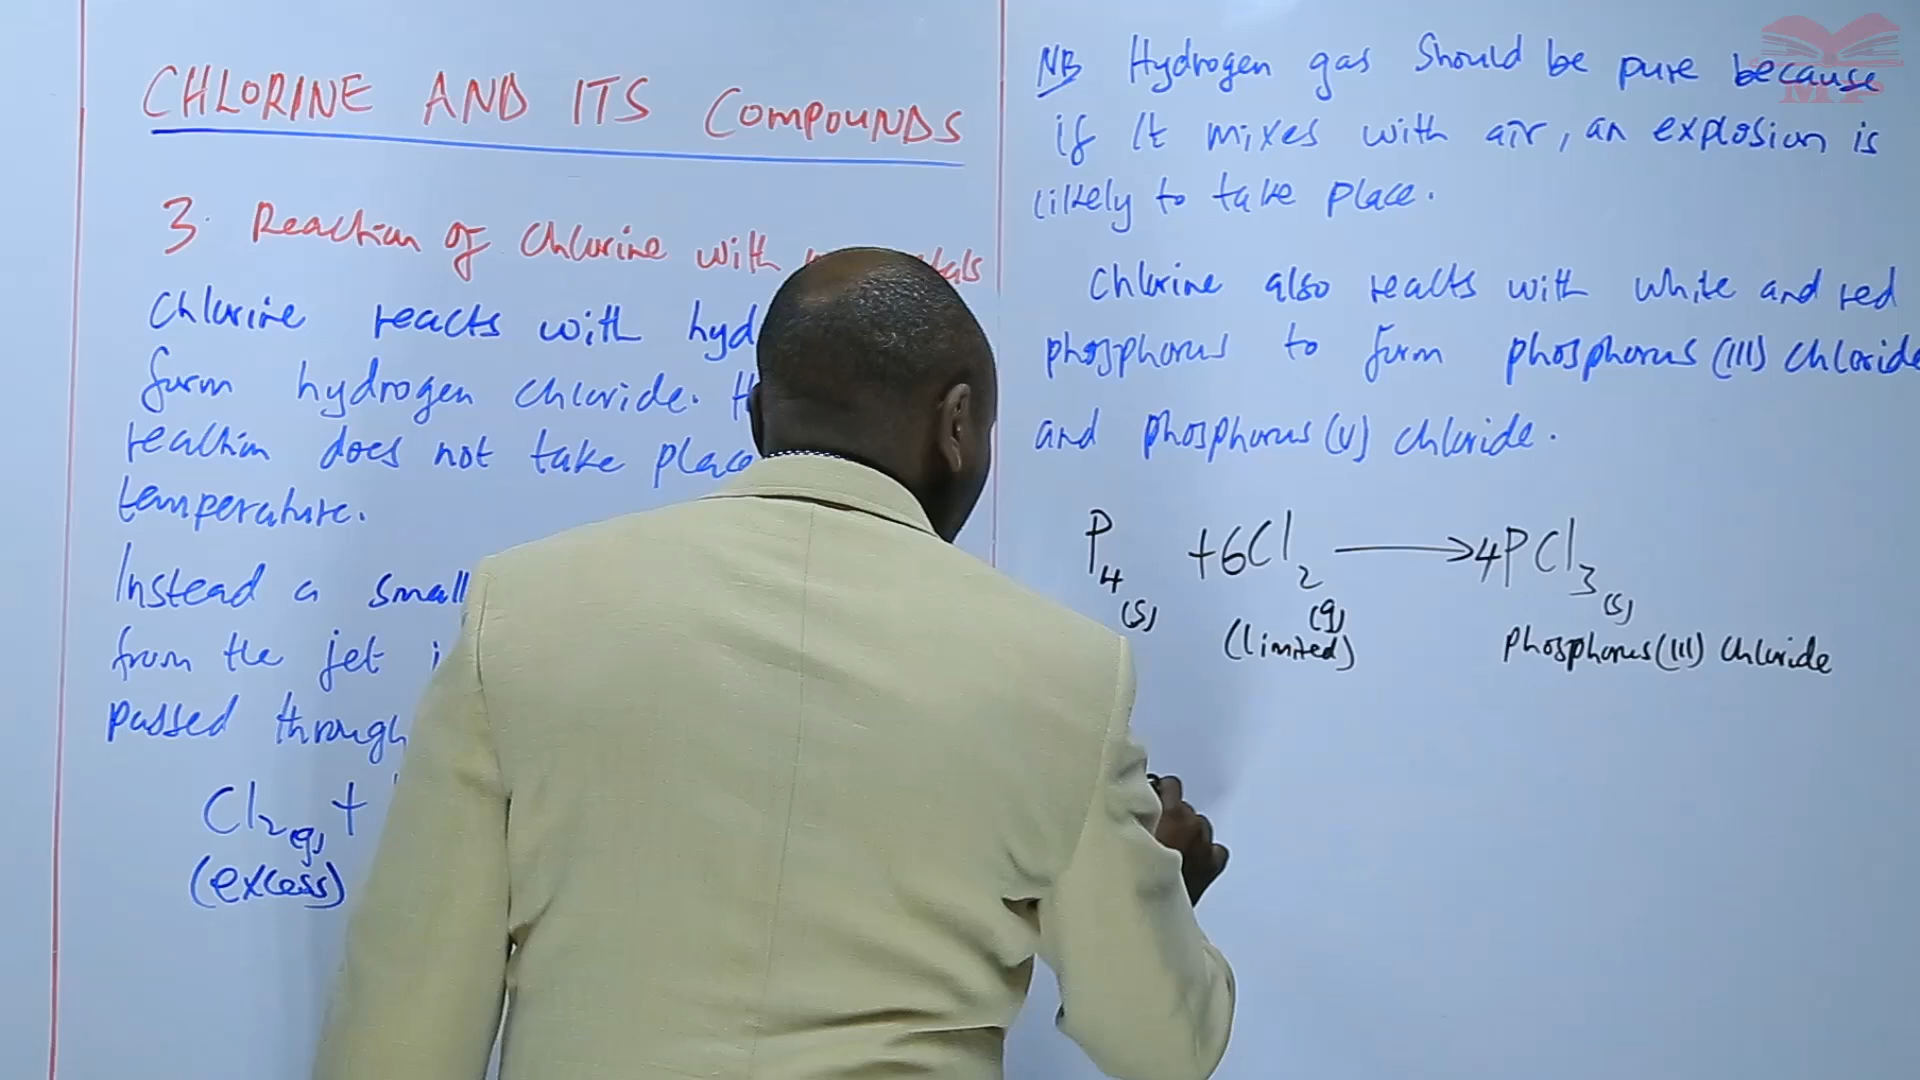 CHLORINE AND ITS COMPOUNDS
3. Reaction of Chlorine with
Chlorine reacts with
form hydrogen chloride.
reaction does not take place
temperature.
Instead a small
from the jet
passed through
Cl2(g) +
(excess)
NB Hydrogen gas should be pure because
if it mixes with air, an explosion is
likely to take place.
Chlorine also reacts with white and red
phosphorus to form phosphorus (III) chloride
and phosphorus (V) chloride.
P4(s) + 6Cl2(g) → 4PCl3(s)
(limited) phosphorus (III) chloride
MP